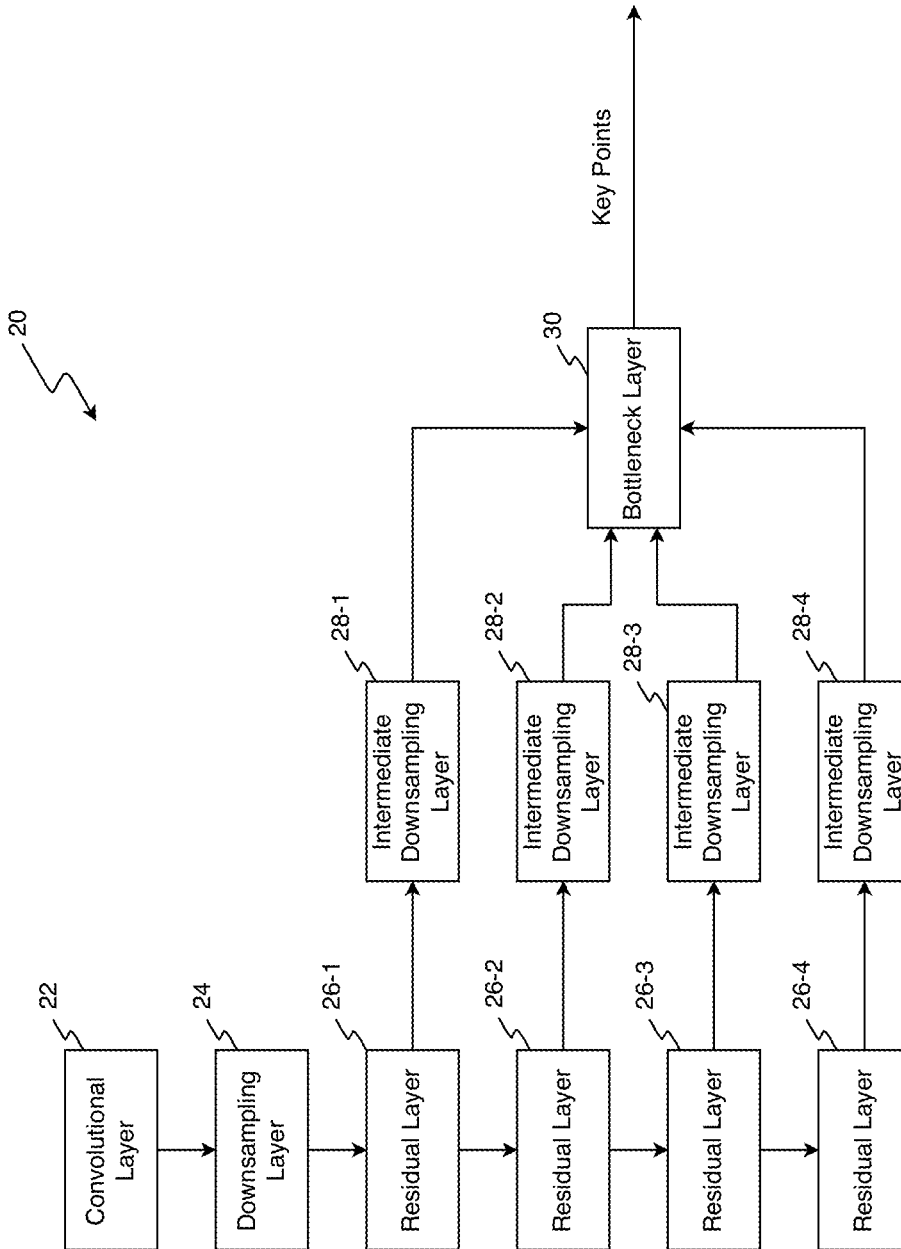 20
22
Convolutional
Layer
24
Downsampling
Layer
26-1
Residual Layer
26-2
Residual Layer
26-3
Residual Layer
26-4
Residual Layer
28-1
Intermediate
Downsampling
Layer
28-2
Intermediate
Downsampling
Layer
28-3
Intermediate
Downsampling
Layer
28-4
Intermediate
Downsampling
Layer
30
Bottleneck Layer
Key Points